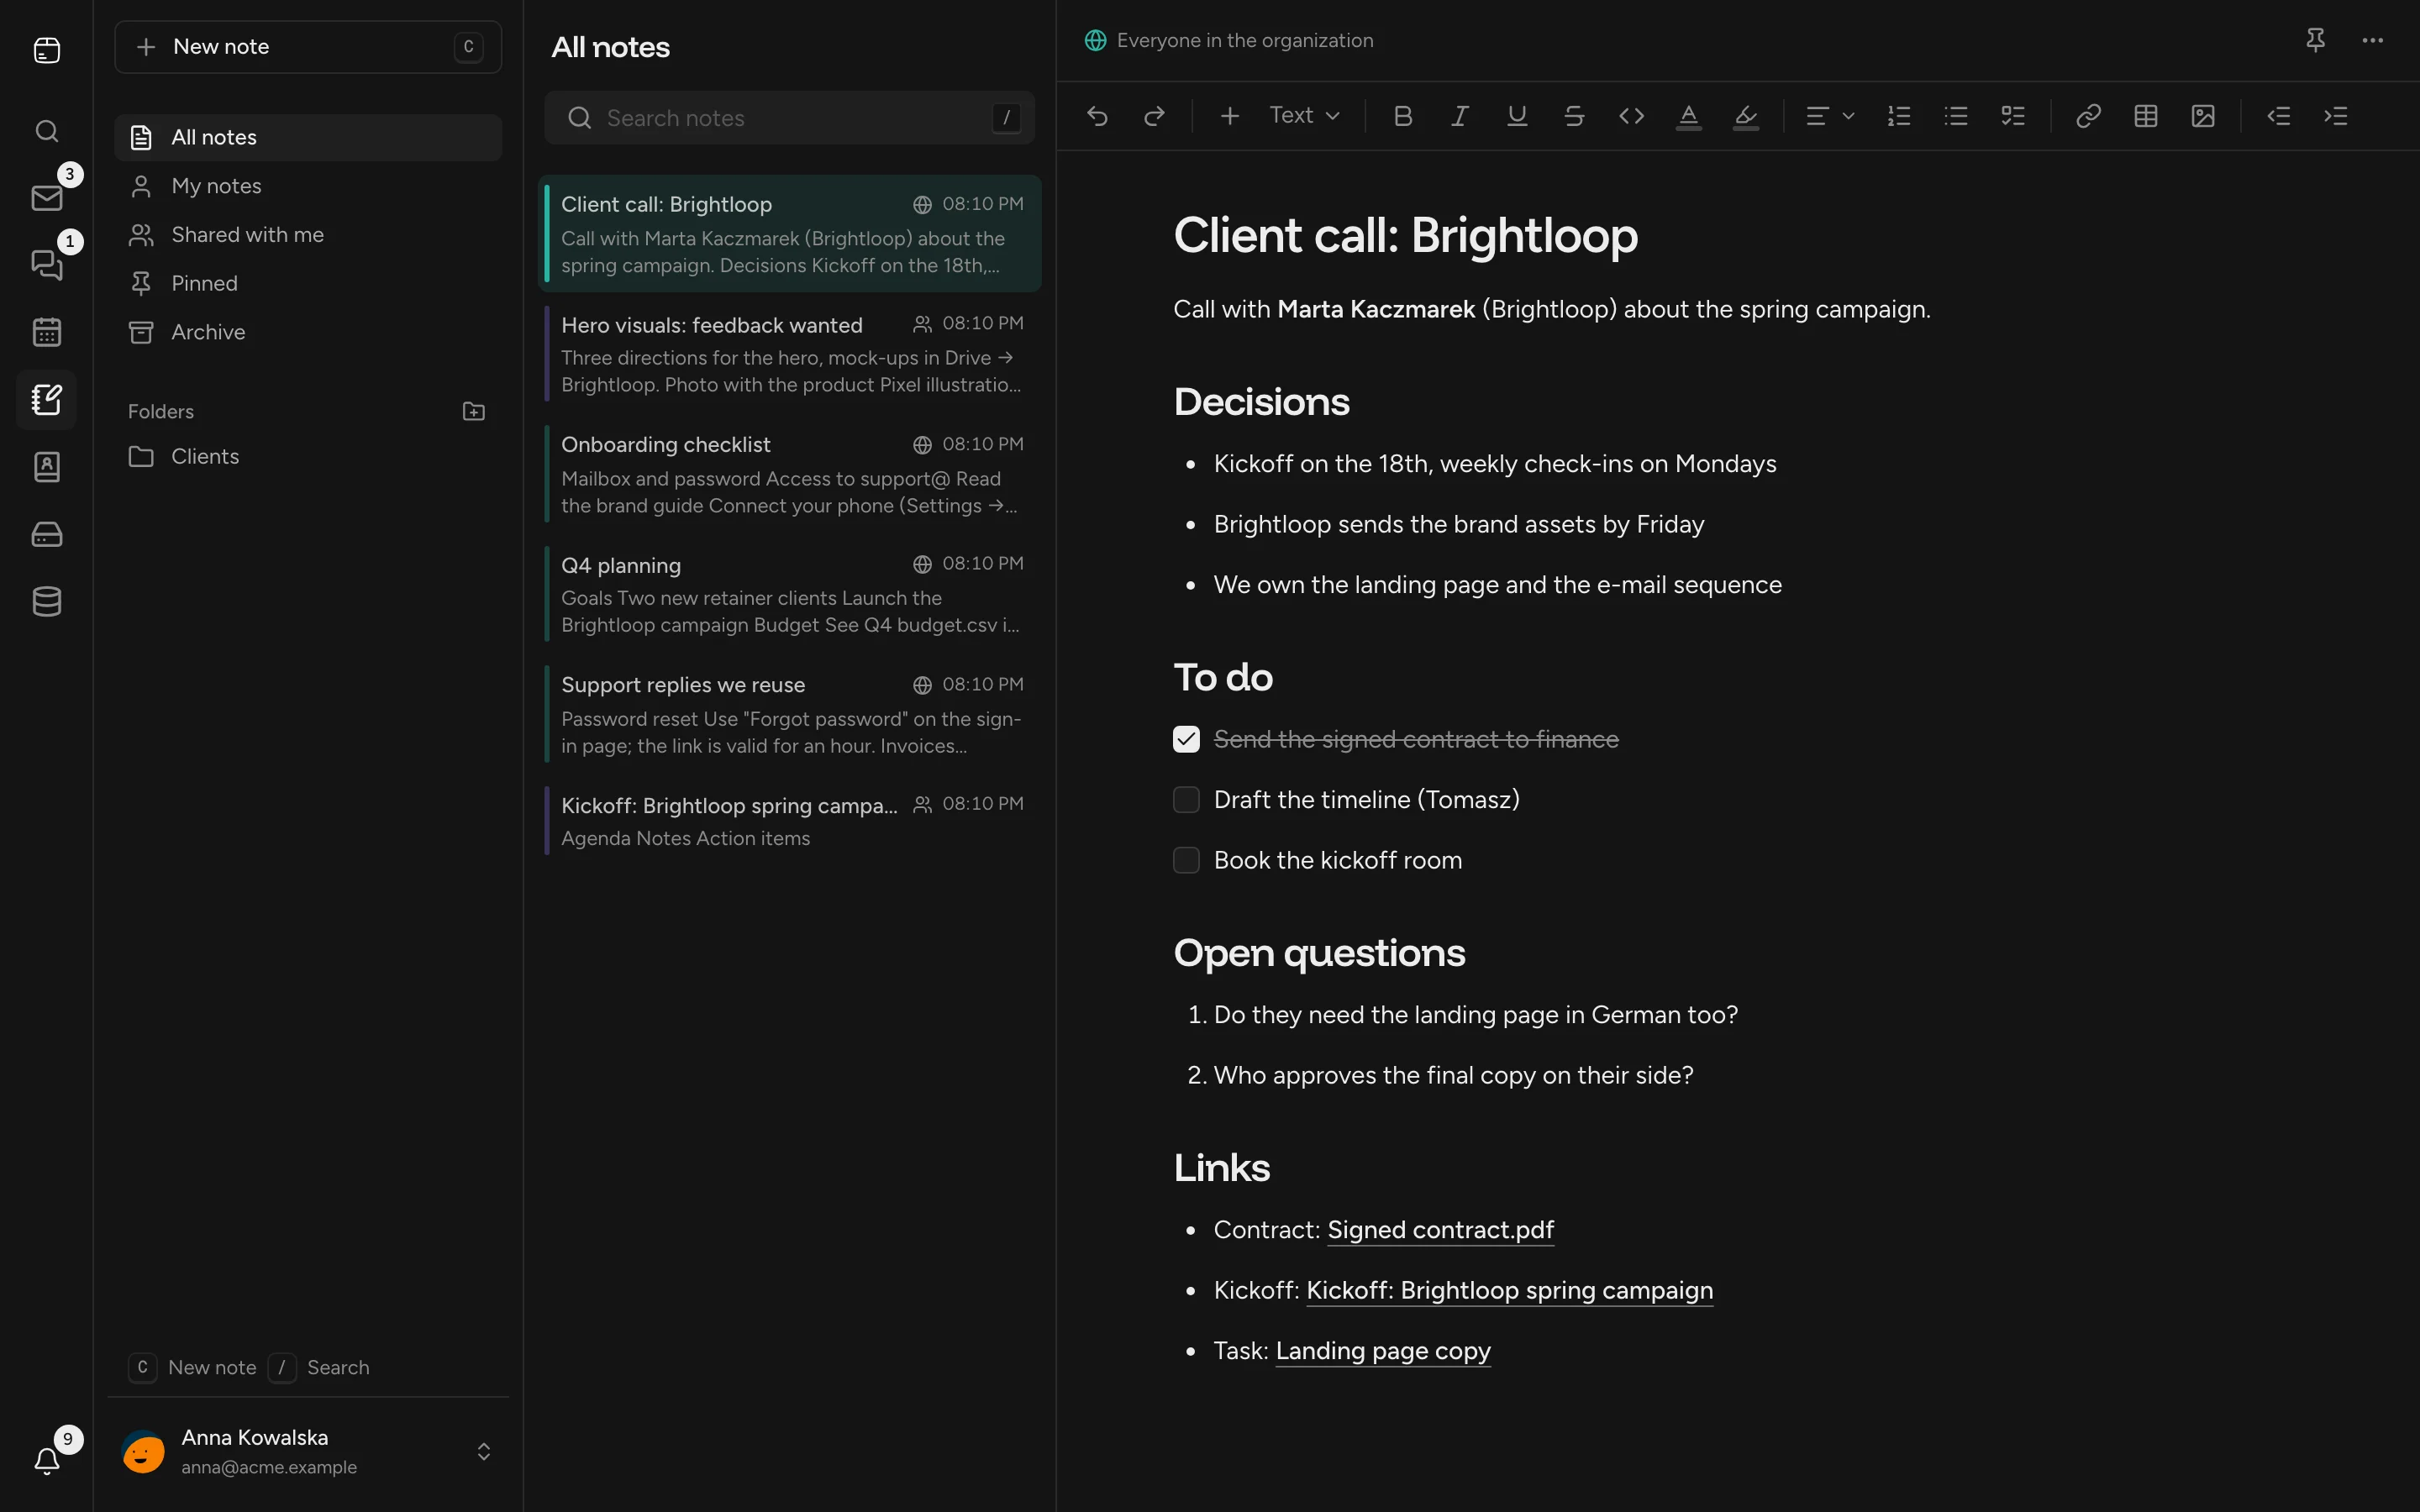 3
1
9
New note
C
All notes
My notes
Shared with me
Pinned
Archive
Folders
Clients
C New note / Search
Anna Kowalska
anna@acme.example
All notes
Search notes
/
Client call: Brightloop 08:10 PM
Call with Marta Kaczmarek (Brightloop) about the
spring campaign. Decisions Kickoff on the 18th,...
Hero visuals: feedback wanted 08:10 PM
Three directions for the hero, mock-ups in Drive →
Brightloop. Photo with the product Pixel illustratio...
Onboarding checklist 08:10 PM
Mailbox and password Access to support@ Read
the brand guide Connect your phone (Settings →...
Q4 planning 08:10 PM
Goals Two new retainer clients Launch the
Brightloop campaign Budget See Q4 budget.csv i...
Support replies we reuse 08:10 PM
Password reset Use "Forgot password" on the sign-
in page; the link is valid for an hour. Invoices...
Kickoff: Brightloop spring campa... 08:10 PM
Agenda Notes Action items
Everyone in the organization
Text
Client call: Brightloop
Call with Marta Kaczmarek (Brightloop) about the spring campaign.
Decisions
• Kickoff on the 18th, weekly check-ins on Mondays
• Brightloop sends the brand assets by Friday
• We own the landing page and the e-mail sequence
To do
Send the signed contract to finance
Draft the timeline (Tomasz)
Book the kickoff room
Open questions
1. Do they need the landing page in German too?
2. Who approves the final copy on their side?
Links
• Contract: Signed contract.pdf
• Kickoff: Kickoff: Brightloop spring campaign
• Task: Landing page copy